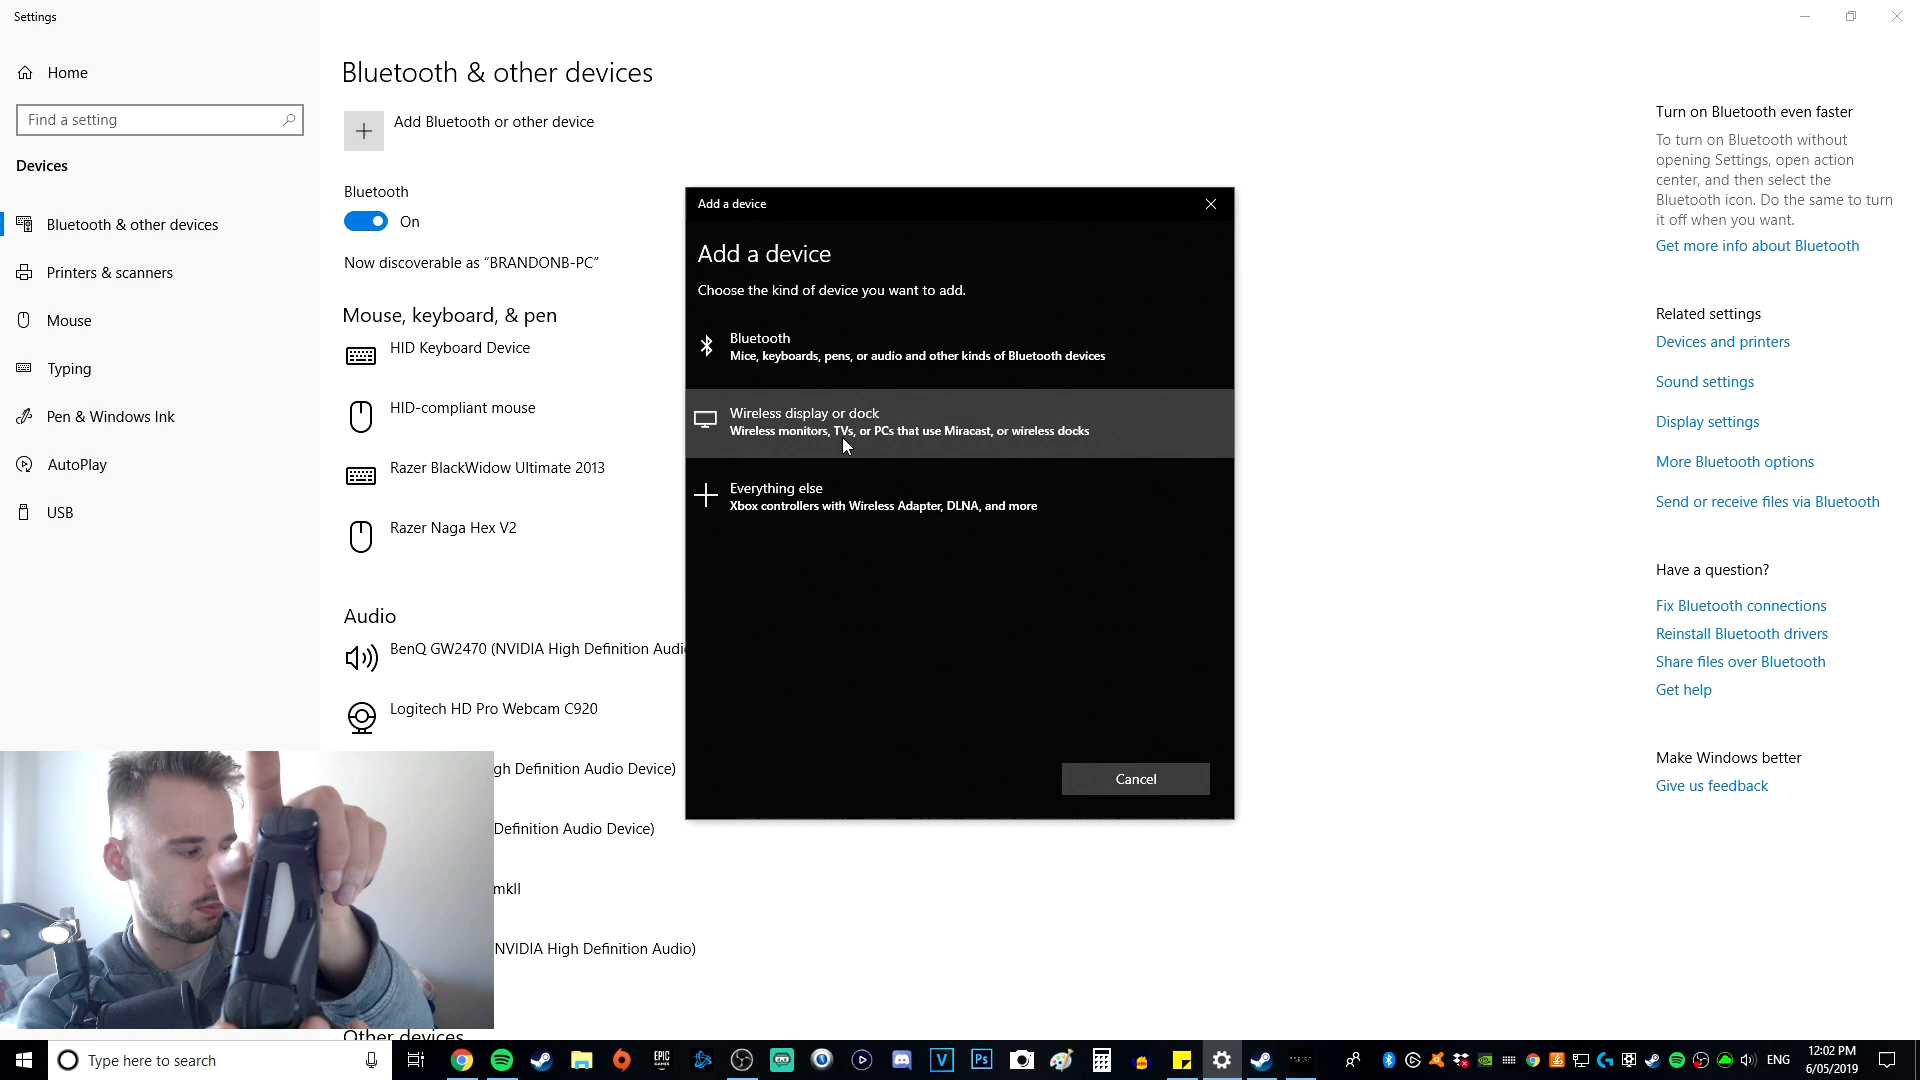 Settings
Home
Find a setting
Devices
Bluetooth & other devices
Printers & scanners
Mouse
Typing
Pen & Windows Ink
AutoPlay
USB
Bluetooth & other devices
Add Bluetooth or other device
Bluetooth
On
Now discoverable as “BRANDONB-PC”
Mouse, keyboard, & pen
HID Keyboard Device
HID-compliant mouse
Razer BlackWidow Ultimate 2013
Razer Naga Hex V2
Audio
BenQ GW2470 (NVIDIA High Definition Audi
Logitech HD Pro Webcam C920
gh Definition Audio Device)
Definition Audio Device)
mkII
NVIDIA High Definition Audio)
Other devices
Add a device
Add a device
Choose the kind of device you want to add.
Bluetooth
Mice, keyboards, pens, or audio and other kinds of Bluetooth devices
Wireless display or dock
Wireless monitors, TVs, or PCs that use Miracast, or wireless docks
Everything else
Xbox controllers with Wireless Adapter, DLNA, and more
Cancel
Turn on Bluetooth even faster
To turn on Bluetooth without
opening Settings, open action
center, and then select the
Bluetooth icon. Do the same to turn
it off when you want.
Get more info about Bluetooth
Related settings
Devices and printers
Sound settings
Display settings
More Bluetooth options
Send or receive files via Bluetooth
Have a question?
Fix Bluetooth connections
Reinstall Bluetooth drivers
Share files over Bluetooth
Get help
Make Windows better
Give us feedback
Type here to search
EPIC
GAMES
V
Ps
ENG
12:02 PM
6/05/2019